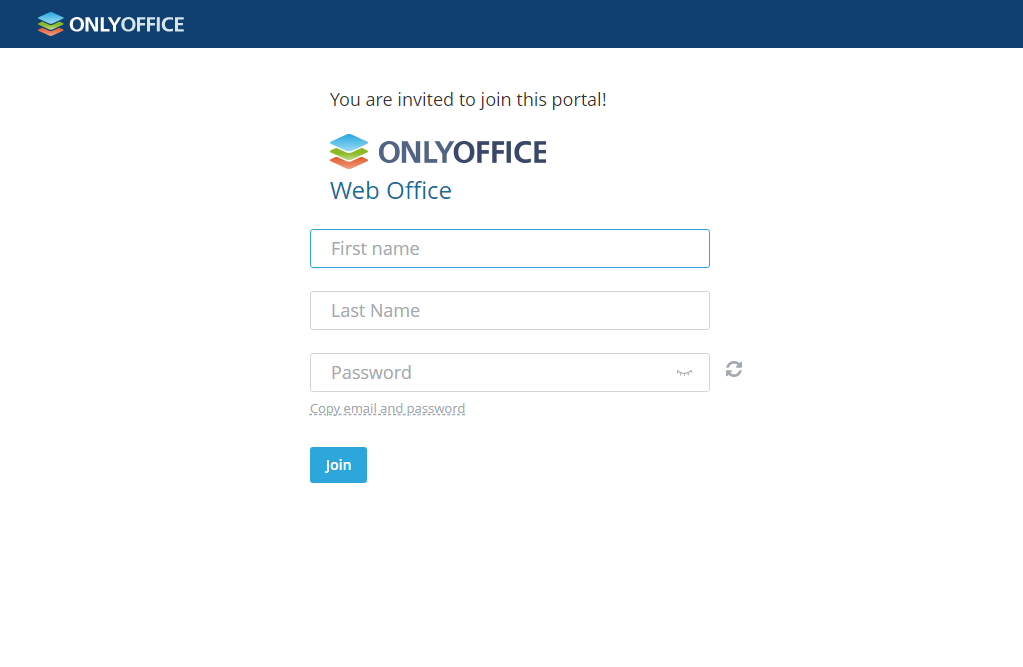 ONLYOFFICE
You are invited to join this portal!
ONLYOFFICE
Web Office
First name
Last Name
Password
Copy email and password
Join